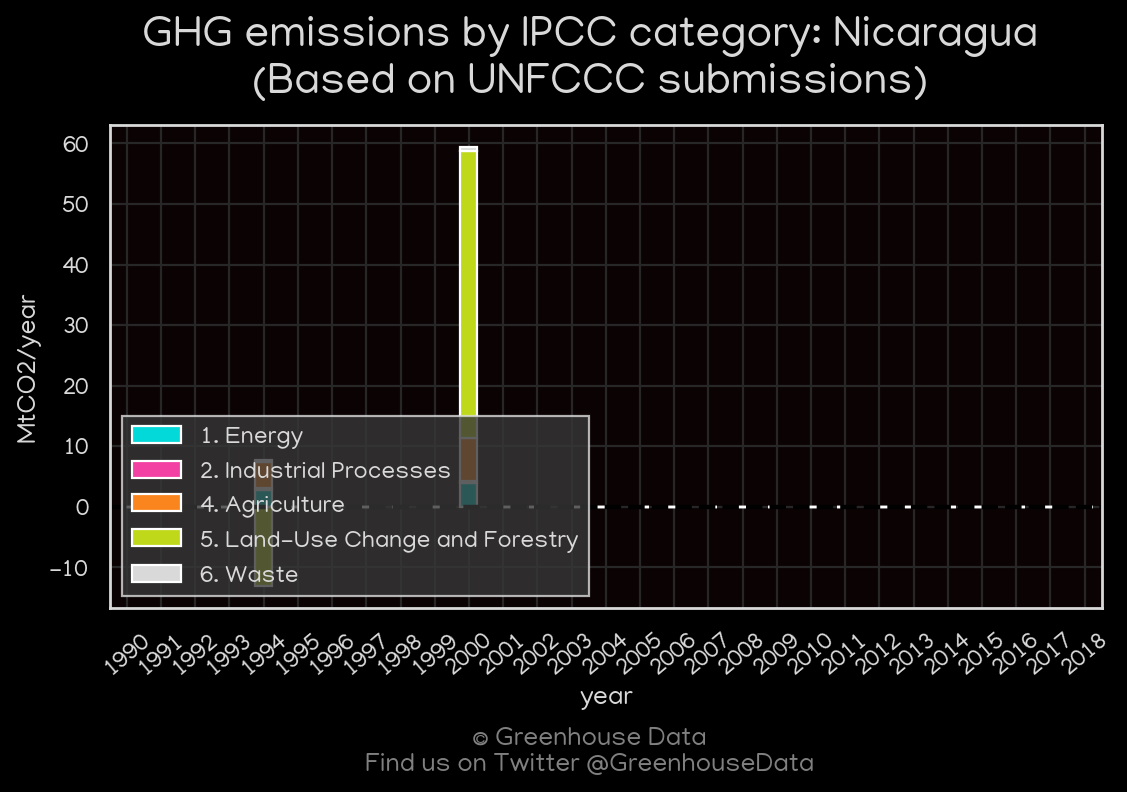 GHG emissions by IPCC category: Nicaragua
(Based on UNFCCC submissions)
60
50
40
30
20
10
0
-10
MtCO2/year
1. Energy
2. Industrial Processes
4. Agriculture
5. Land-Use Change and Forestry
6. Waste
1990 1991 1992 1993 1994 1995 1996 1997 1998 1999 2000 2001 2002 2003 2004 2005 2006 2007 2008 2009 2010 2011 2012 2013 2014 2015 2016 2017 2018
year
© Greenhouse Data
Find us on Twitter @GreenhouseData